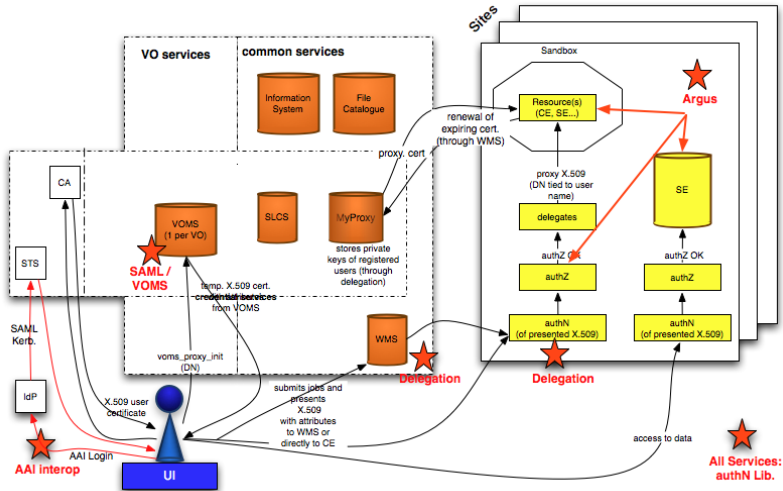 Sites
VO services
common services
Sandbox
Information
System
File
Catalogue
Resource(s)
(CE, SE...)
Argus
renewal of
expiring cert.
(through WMS)
proxy. cert
CA
proxy X.509
(DN tied to user
name)
VOMS
(1 per VO)
SLCS
MyProxy
delegates
SE
stores private
keys of registered
users (through
delegation)
authZ OK
authZ OK
STS
SAML /
VOMS
authZ
authZ
temp. X.509 cert.
from VOMS
SAML
Kerb.
authN
(of presented X.509)
authN
(of presented X.509)
WMS
voms_proxy_init
(DN)
Delegation
Delegation
IdP
X.509 user
certificate
submits jobs and
presents
X.509
with attributes
to WMS or
directly to CE
access to data
AAI interop
AAI Login
UI
All Services:
authN Lib.